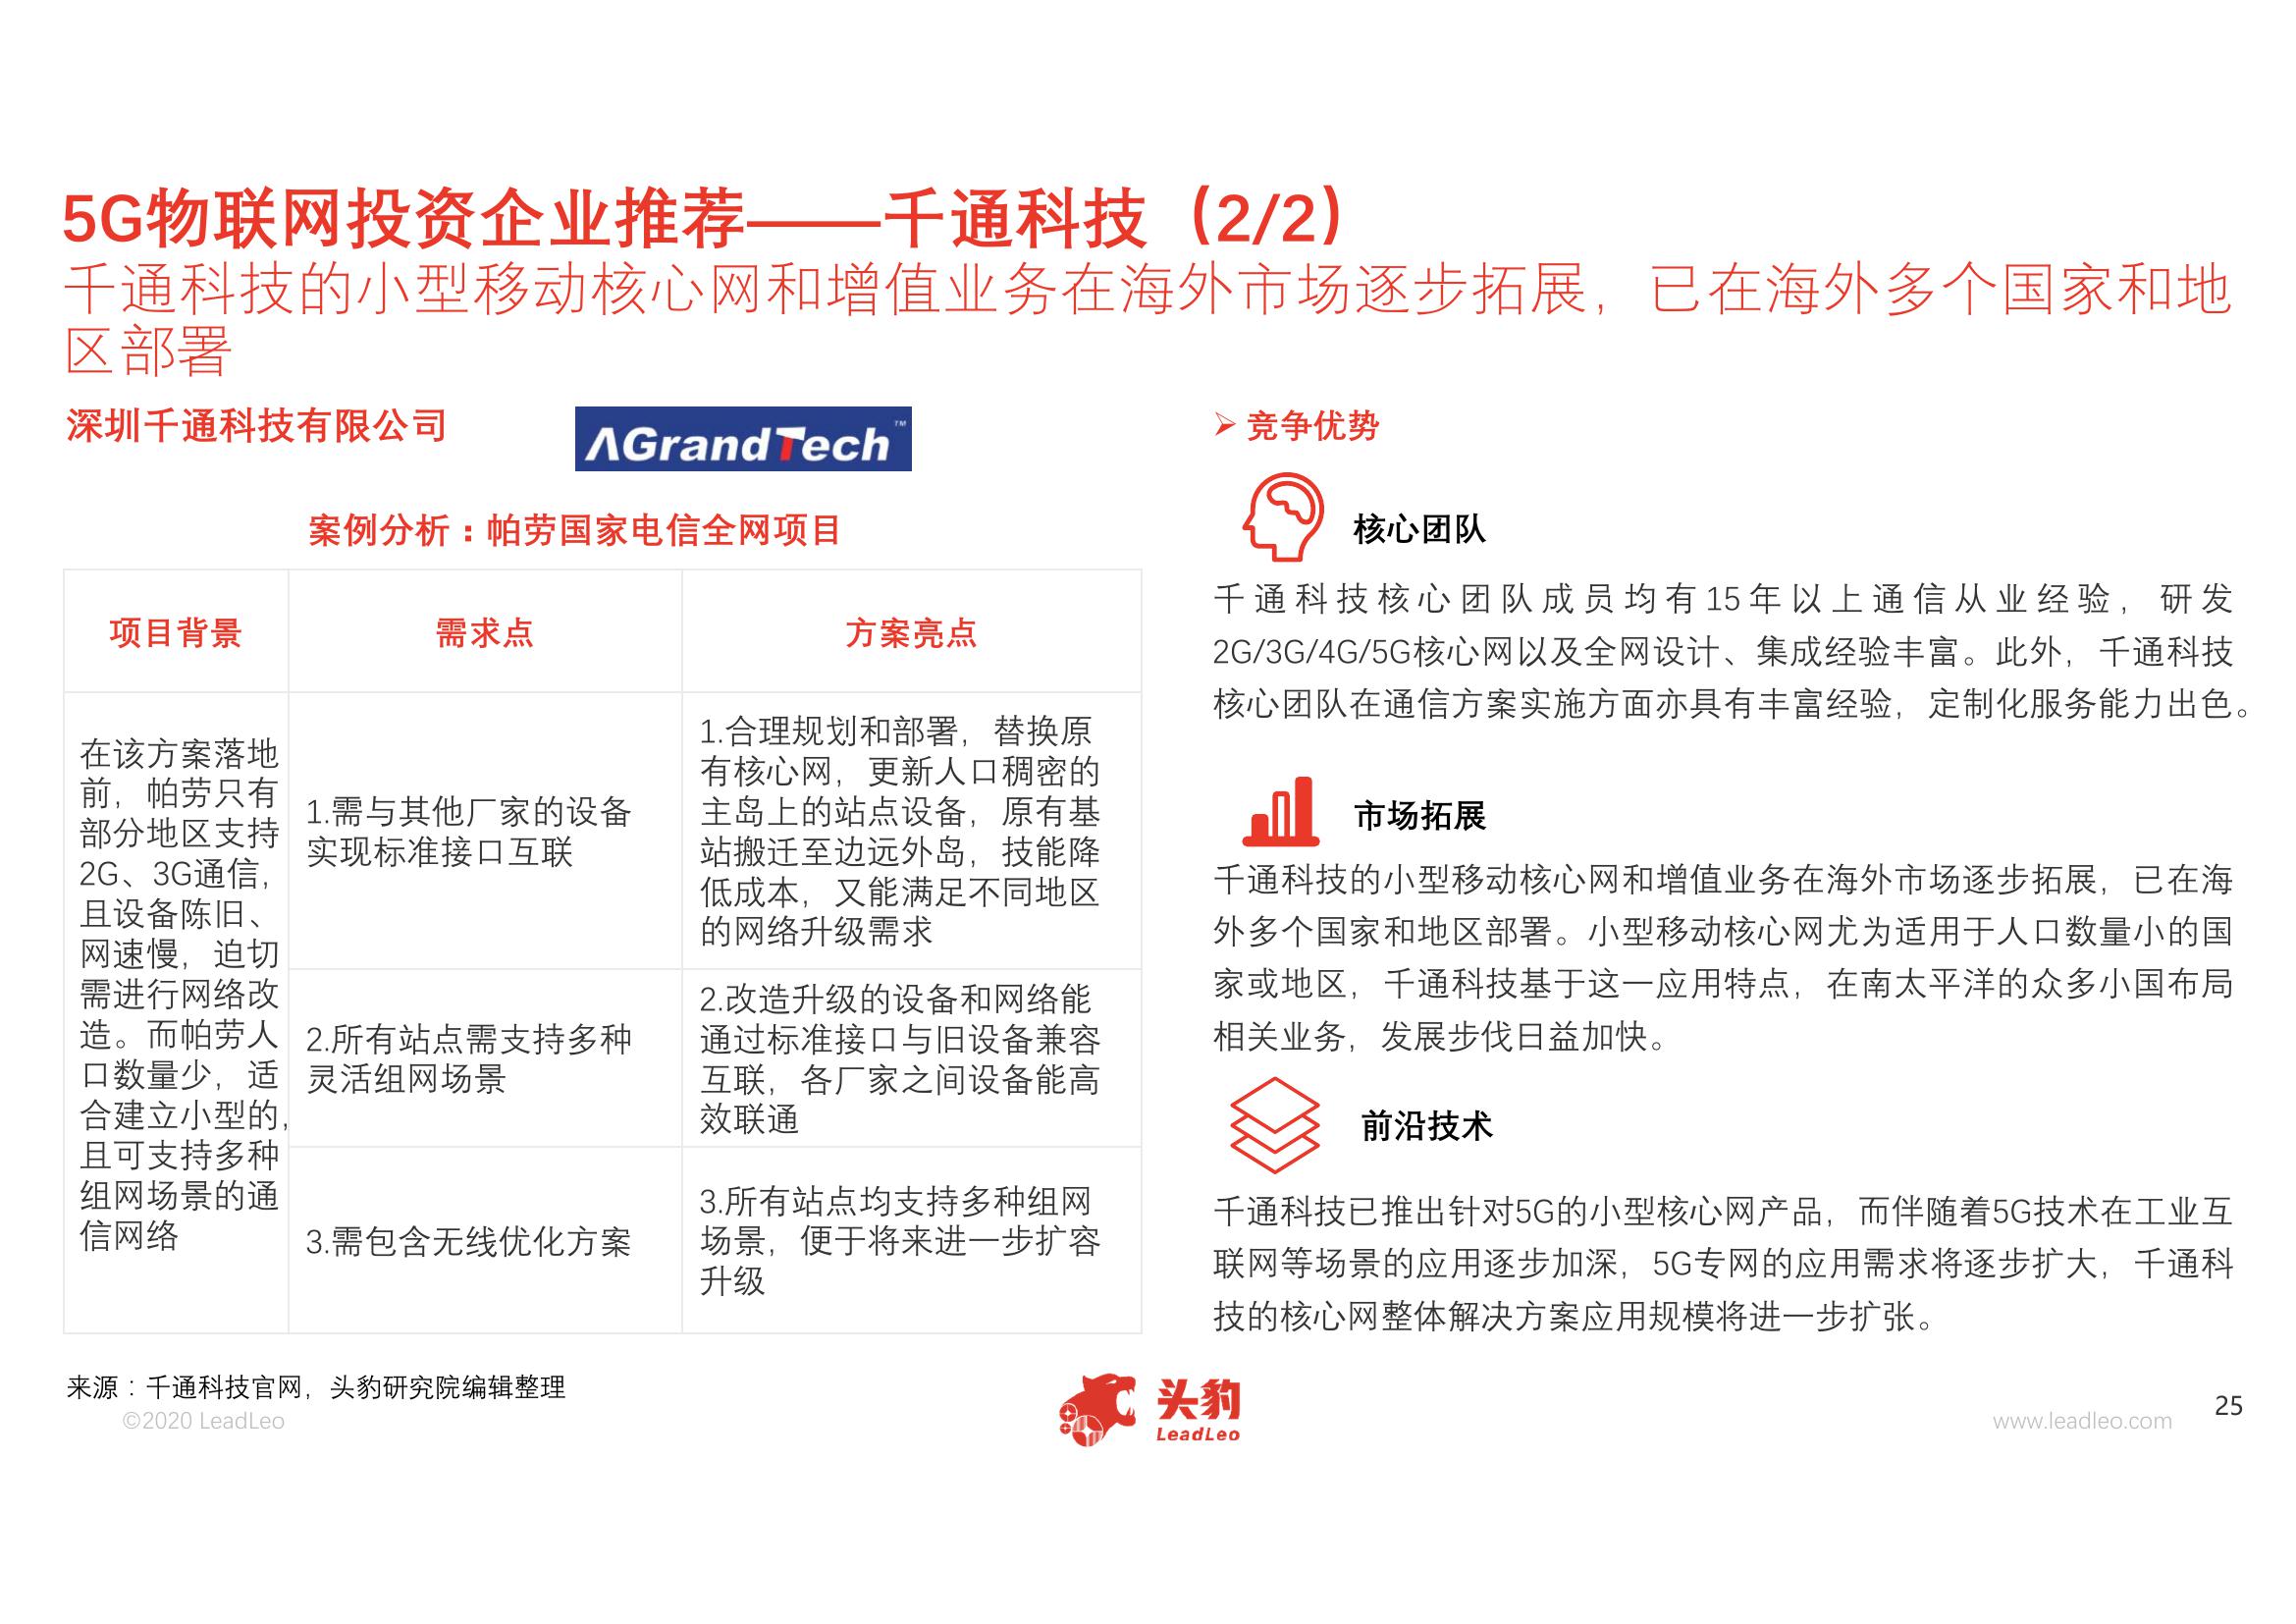 5G物联网投资企业推荐——千通科技（2/2）
千通科技的小型移动核心网和增值业务在海外市场逐步拓展，已在海外多个国家和地
区部署
深圳千通科技有限公司
AGrandTech™
案例分析：帕劳国家电信全网项目
项目背景
需求点
方案亮点
在该方案落地
前，帕劳只有
部分地区支持
2G、3G通信，
且设备陈旧、
网速慢，迫切
需进行网络改
造。而帕劳人
口数量少，适
合建立小型的，
且可支持多种
组网场景的通
信网络
1.需与其他厂家的设备
实现标准接口互联
1.合理规划和部署，替换原
有核心网，更新人口稠密的
主岛上的站点设备，原有基
站搬迁至边远外岛，技能降
低成本，又能满足不同地区
的网络升级需求
2.所有站点需支持多种
灵活组网场景
2.改造升级的设备和网络能
通过标准接口与旧设备兼容
互联，各厂家之间设备能高
效联通
3.需包含无线优化方案
3.所有站点均支持多种组网
场景，便于将来进一步扩容
升级
➢ 竞争优势
核心团队
千通科技核心团队成员均有15年以上通信从业经验，研发
2G/3G/4G/5G核心网以及全网设计、集成经验丰富。此外，千通科技
核心团队在通信方案实施方面亦具有丰富经验，定制化服务能力出色。
市场拓展
千通科技的小型移动核心网和增值业务在海外市场逐步拓展，已在海
外多个国家和地区部署。小型移动核心网尤为适用于人口数量小的国
家或地区，千通科技基于这一应用特点，在南太平洋的众多小国布局
相关业务，发展步伐日益加快。
前沿技术
千通科技已推出针对5G的小型核心网产品，而伴随着5G技术在工业互
联网等场景的应用逐步加深，5G专网的应用需求将逐步扩大，千通科
技的核心网整体解决方案应用规模将进一步扩张。
来源：千通科技官网，头豹研究院编辑整理
©2020 LeadLeo
头豹
LeadLeo
www.leadleo.com
25